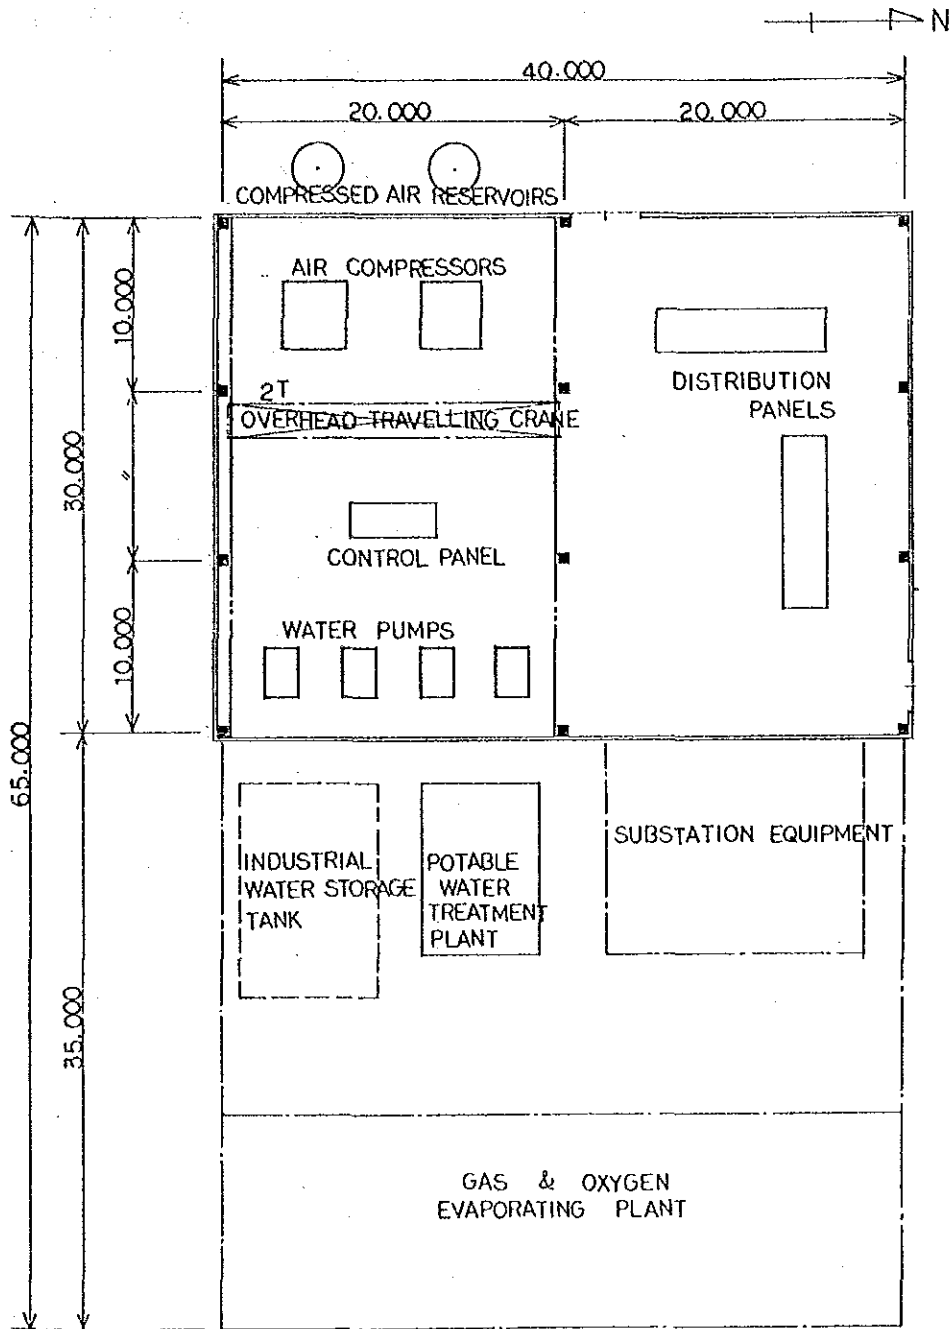 N
40.000
20.000
20.000
COMPRESSED AIR RESERVOIRS
AIR COMPRESSORS
10.000
2T
OVERHEAD TRAVELLING CRANE
DISTRIBUTION
PANELS
30.000
〃
CONTROL PANEL
WATER PUMPS
10.000
65.000
SUBSTATION EQUIPMENT
INDUSTRIAL
WATER STORAGE
TANK
POTABLE
WATER
TREATMENT
PLANT
35.000
GAS & OXYGEN
EVAPORATING PLANT